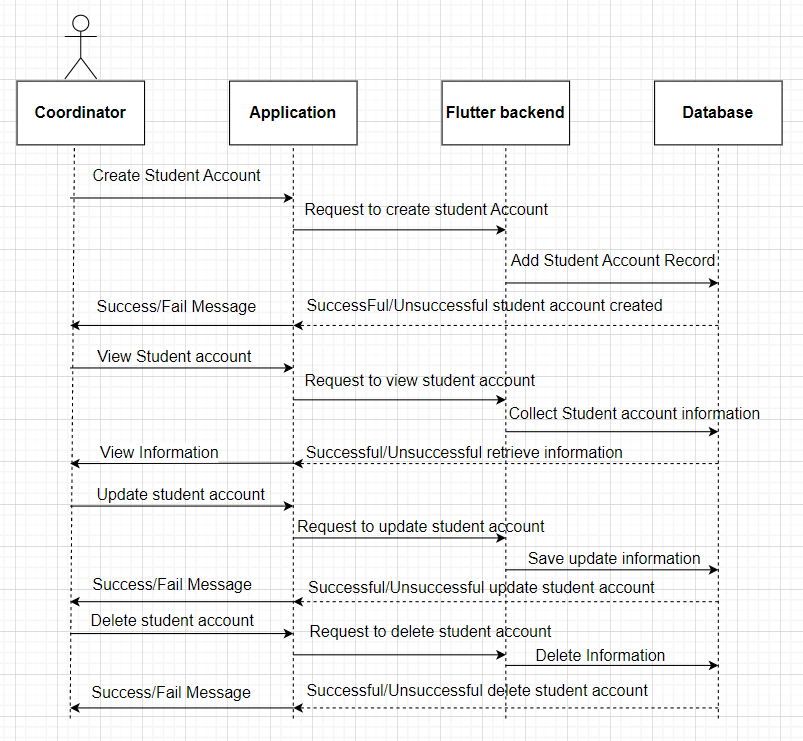 Coordinator
Application
Flutter backend
Database
Create Student Account
Request to create student Account
Add Student Account Record
Success/Fail Message
SuccessFul/Unsuccessful student account created
View Student account
Request to view student account
Collect Student account information
View Information
Successful/Unsuccessful retrieve information
Update student account
Request to update student account
Save update information
Success/Fail Message
Successful/Unsuccessful update student account
Delete student account
Request to delete student account
Delete Information
Success/Fail Message
Successful/Unsuccessful delete student account